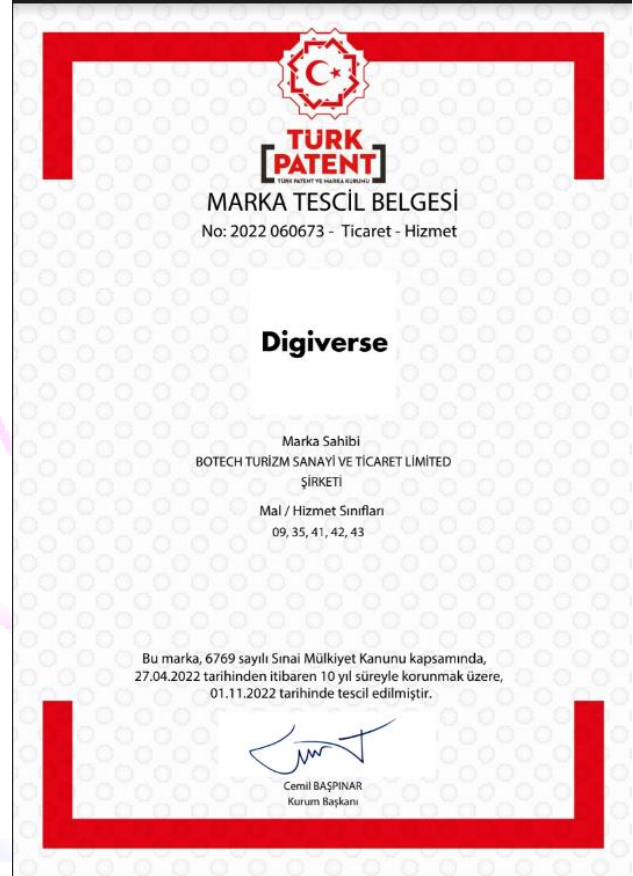 TÜRK
PATENT
TÜRK PATENT VE MARKA KURUMU
MARKA TESCİL BELGESİ
No: 2022 060673 - Ticaret - Hizmet
Digiverse
Marka Sahibi
BOTECH TURİZM SANAYİ VE TİCARET LİMİTED
ŞİRKETİ
Mal / Hizmet Sınıfları
09, 35, 41, 42, 43
Bu marka, 6769 sayılı Sınai Mülkiyet Kanunu kapsamında,
27.04.2022 tarihinden itibaren 10 yıl süreyle korunmak üzere,
01.11.2022 tarihinde tescil edilmiştir.
Cemil BAŞPINAR
Kurum Başkanı